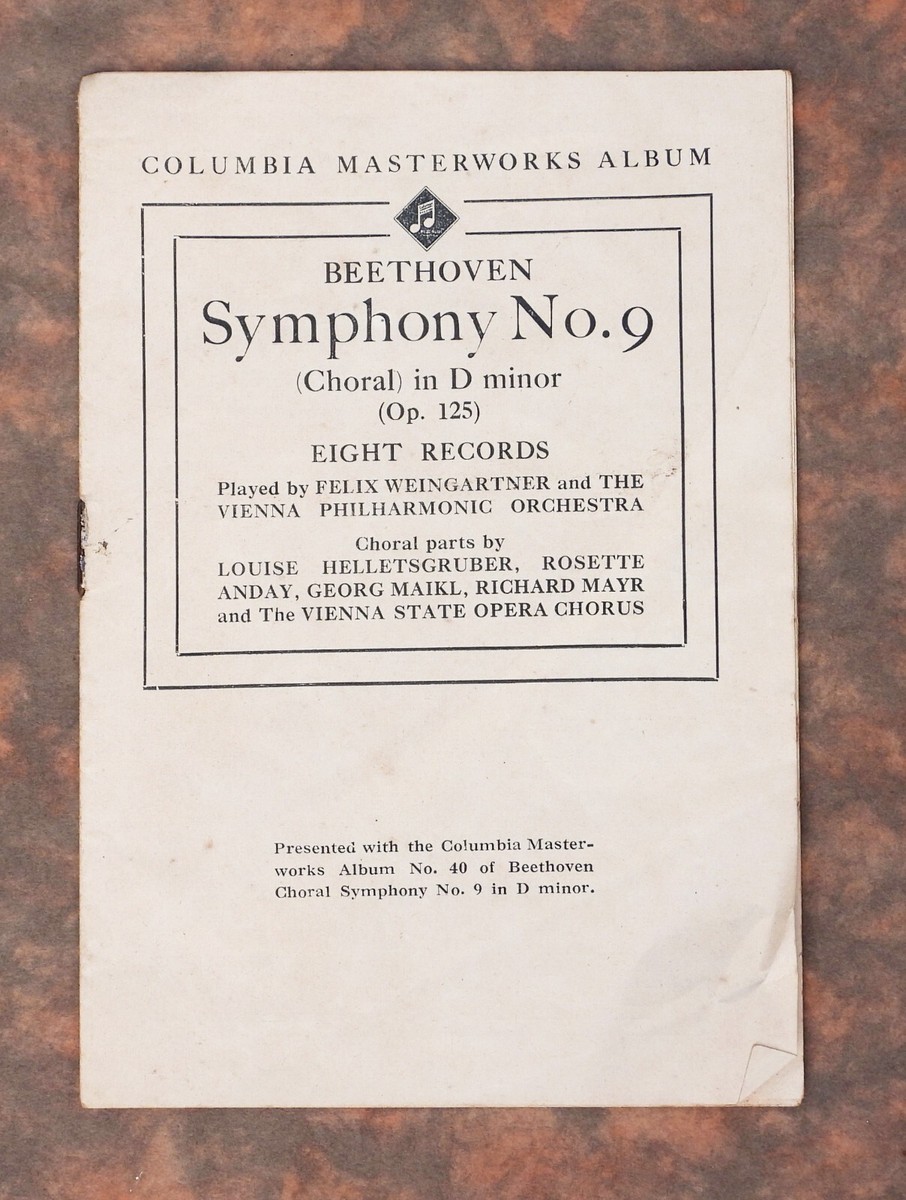 COLUMBIA MASTERWORKS ALBUM
BEETHOVEN
Symphony No. 9
(Choral) in D minor
(Op. 125)
EIGHT RECORDS
Played by FELIX WEINGARTNER and THE
VIENNA PHILHARMONIC ORCHESTRA
Choral parts by
LOUISE HELLETSGRUBER, ROSETTE
ANDAY, GEORG MAIKL, RICHARD MAYR
and The VIENNA STATE OPERA CHORUS
Presented with the Columbia Master-
works Album No. 40 of Beethoven
Choral Symphony No. 9 in D minor.